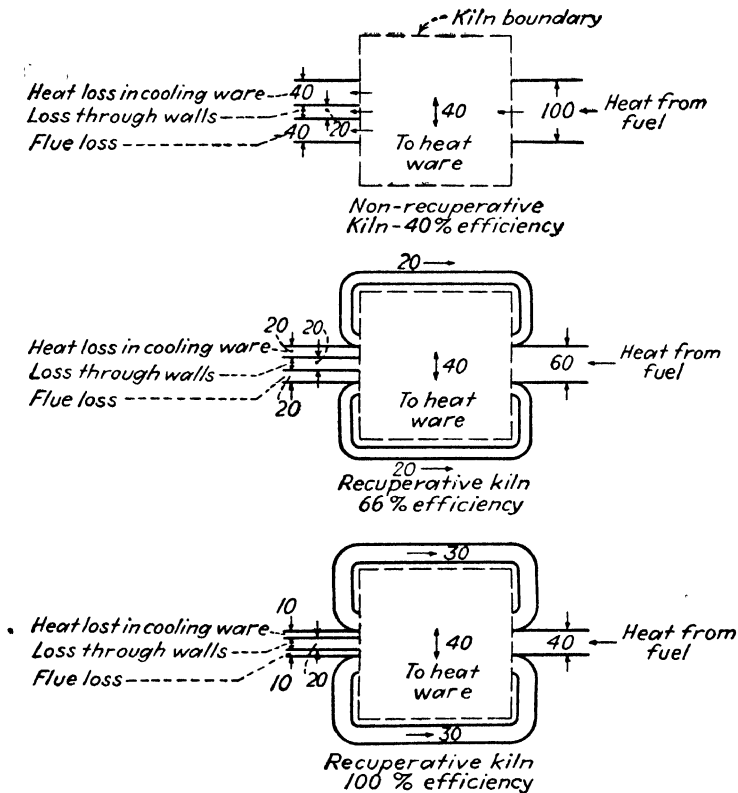 Kiln boundary
Heat loss in cooling ware
40
Loss through walls
20
Flue loss
40
40
To heat
ware
100
Heat from
fuel
Non-recuperative
Kiln-40% efficiency
20
20
20
Heat loss in cooling ware
Loss through walls
Flue loss
20
40
To heat
ware
60
Heat from
fuel
20
Recuperative kiln
66% efficiency
30
10
Heat lost in cooling ware
Loss through walls
Flue loss
10
20
40
To heat
ware
40
Heat from
fuel
30
Recuperative kiln
100 % efficiency